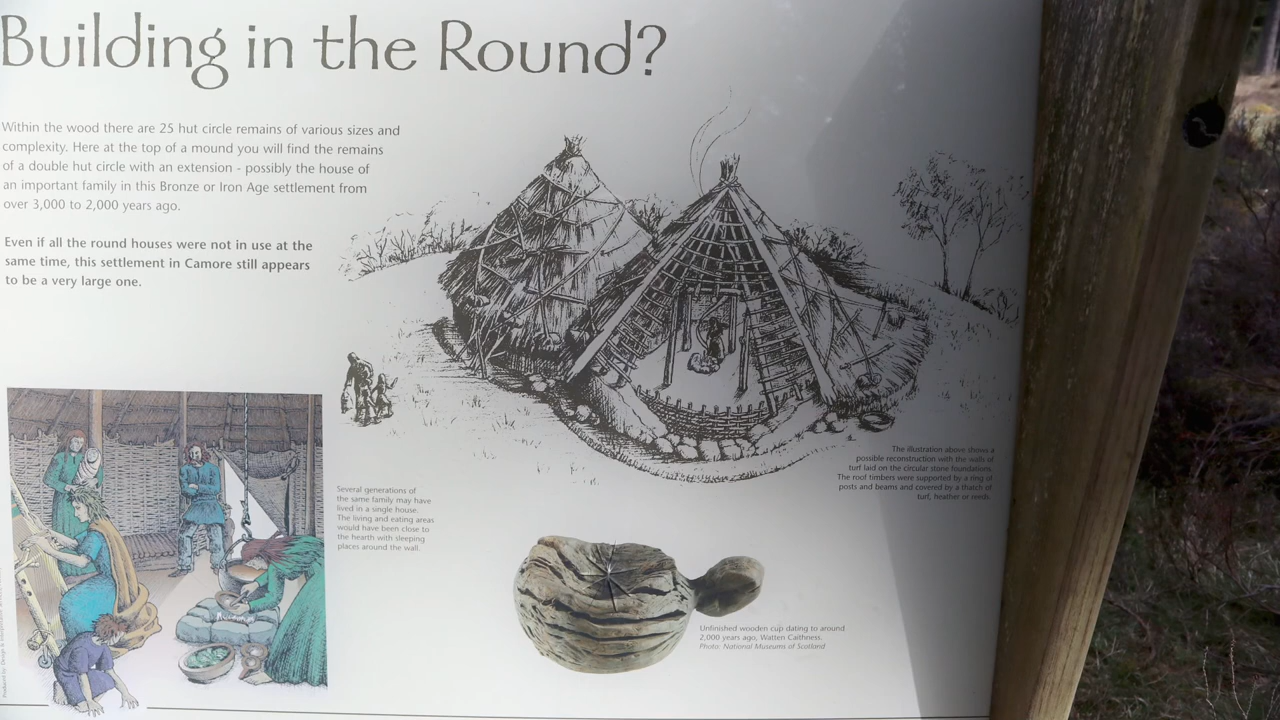 Building in the Round?
Within the wood there are 25 hut circle remains of various sizes and
complexity. Here at the top of a mound you will find the remains
of a double hut circle with an extension - possibly the house of
an important family in this Bronze or Iron Age settlement from
over 3,000 to 2,000 years ago.
Even if all the round houses were not in use at the
same time, this settlement in Camore still appears
to be a very large one.
The illustration above shows a
possible reconstruction with the walls of
turf laid on the circular stone foundations.
The roof timbers were supported by a ring of
posts and beams and covered by a thatch of
turf, heather or reeds.
Several generations of
the same family may have
lived in a single house.
The living and eating areas
would have been close to
the hearth with sleeping
places around the wall.
Unfinished wooden cup dating to around
2,000 years ago, Watten Caithness.
Photo: National Museums of Scotland